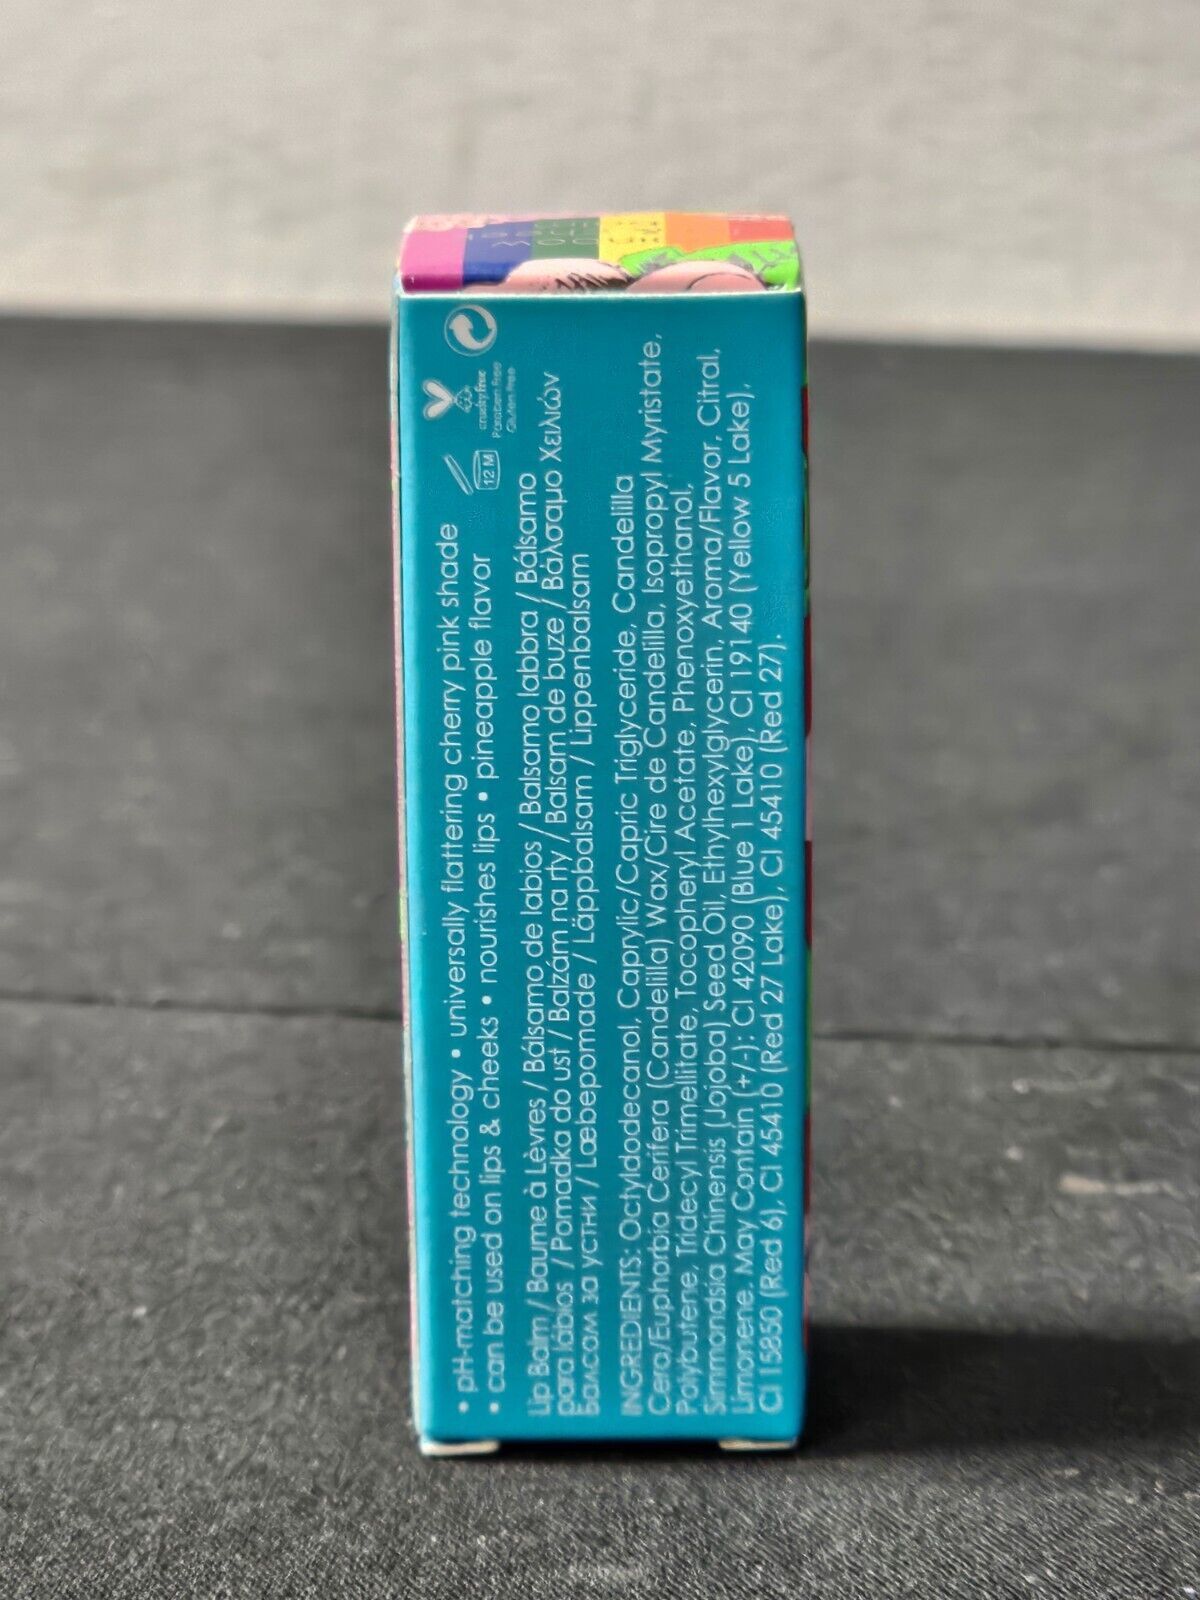 • pH-matching technology • universally flattering cherry pink shade
• can be used on lips & cheeks • nourishes lips • pineapple flavor
12 M
cruelty free
Paraben Free
Gluten Free
Lip Balm / Baume à Lèvres / Bálsamo de labios / Balsamo labbra / Bálsamo
para lábios / Pomadka do ust / Balzám na rty / Balsam de buze / Βάλσαμο Χειλιών
Балсам за устни / Læbepomade / Läppbalsam / Lippenbalsam
INGREDIENTS: Octyldodecanol, Caprylic/Capric Triglyceride, Candelilla
Cera/Euphorbia Cerifera (Candelilla) Wax/Cire de Candelilla, Isopropyl Myristate,
Polybutene, Tridecyl Trimellitate, Tocopheryl Acetate, Phenoxyethanol,
Simmondsia Chinensis (Jojoba) Seed Oil, Ethylhexylglycerin, Aroma/Flavor, Citral,
Limonene. May Contain (+/-): CI 42090 (Blue 1 Lake), CI 19140 (Yellow 5 Lake),
CI 15850 (Red 6), CI 45410 (Red 27 Lake), CI 45410 (Red 27).